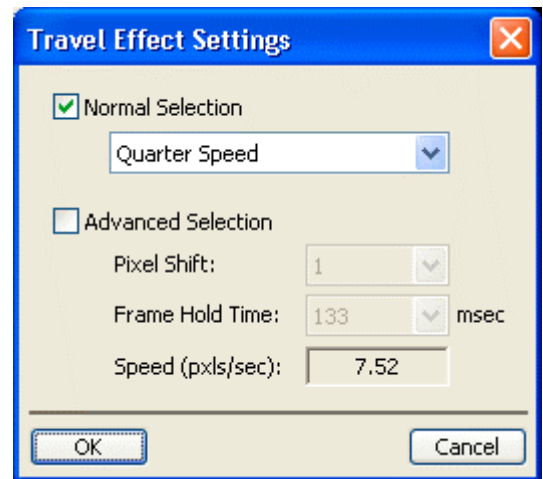 Travel Effect Settings
Normal Selection
Quarter Speed
Advanced Selection
Pixel Shift: 1
Frame Hold Time: 133 msec
Speed (pxls/sec): 7.52
OK Cancel